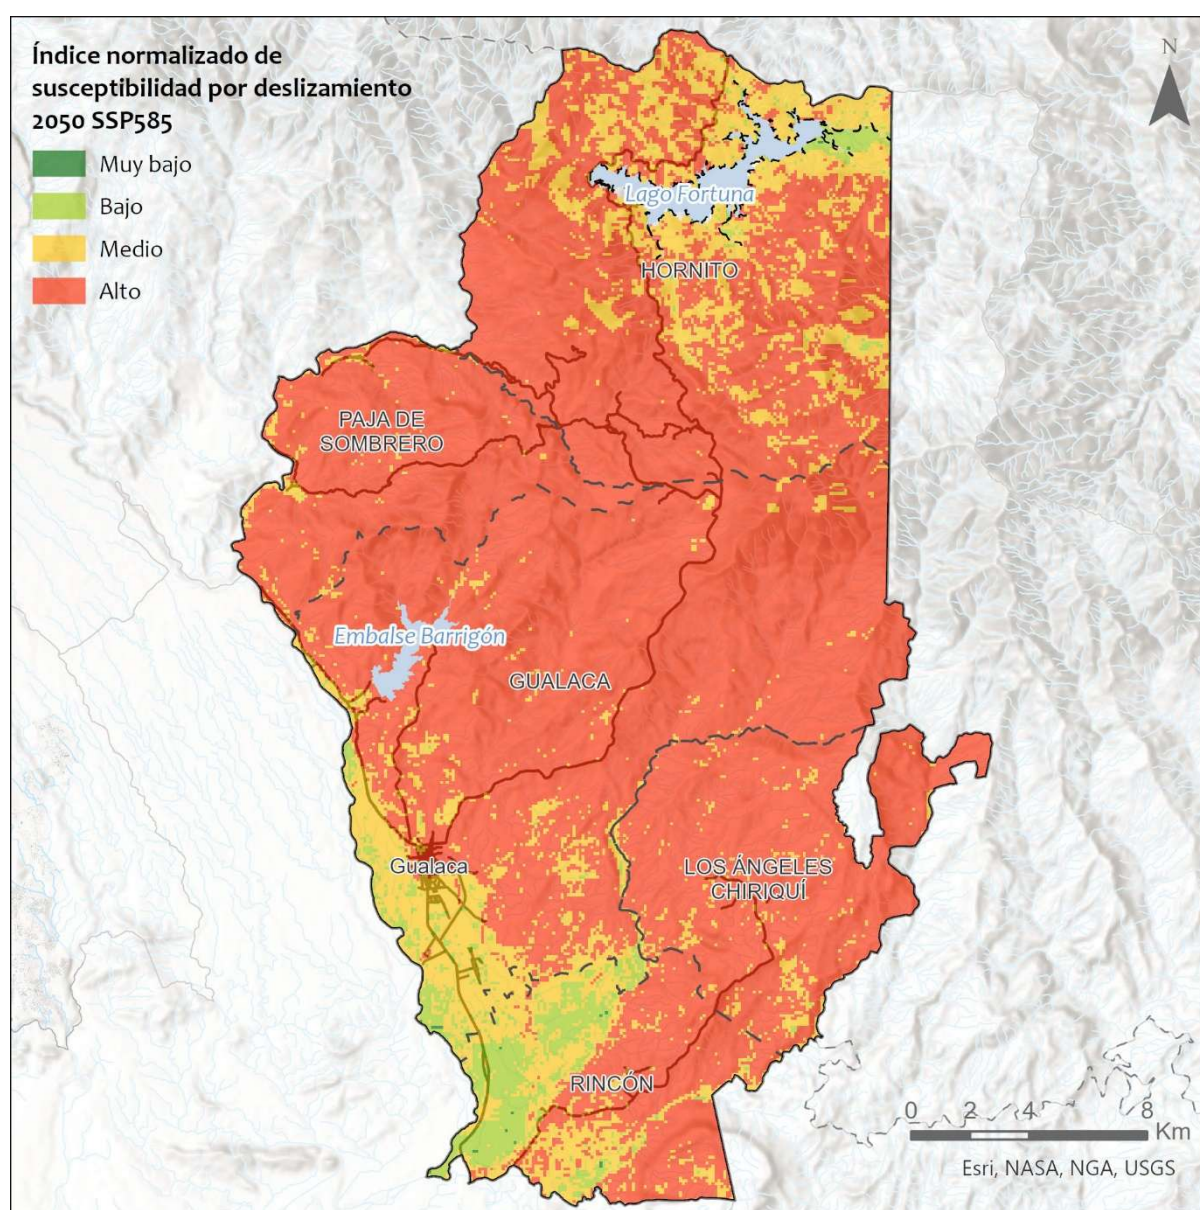 Índice normalizado de
susceptibilidad por deslizamiento
2050 SSP585
Muy bajo
Bajo
Medio
Alto
N
Lago Fortuna
HORNITO
PAJA DE
SOMBRERO
Embalse Barrigón
GUALACA
Gualaca
LOS ÁNGELES
CHIRIQUÍ
RINCÓN
0 2 4 8
Km
Esri, NASA, NGA, USGS